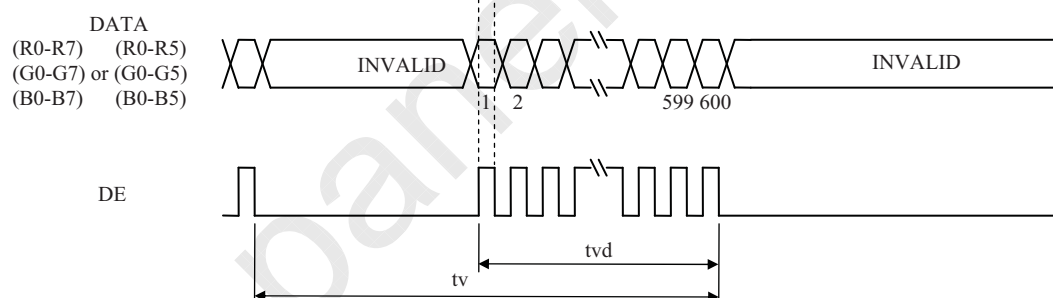 DATA
(R0-R7) (R0-R5)
(G0-G7) or (G0-G5)
(B0-B7) (B0-B5)
INVALID
INVALID
1 2 599 600
DE
tvd
tv